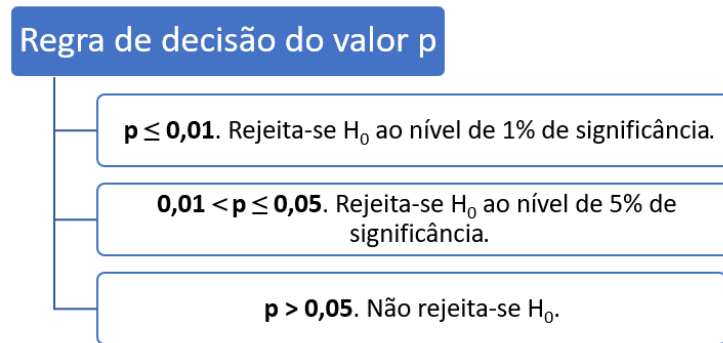 Regra de decisão do valor p
p ≤ 0,01. Rejeita-se H₀ ao nível de 1% de significância.
0,01 < p ≤ 0,05. Rejeita-se H₀ ao nível de 5% de
significância.
p > 0,05. Não rejeita-se H₀.